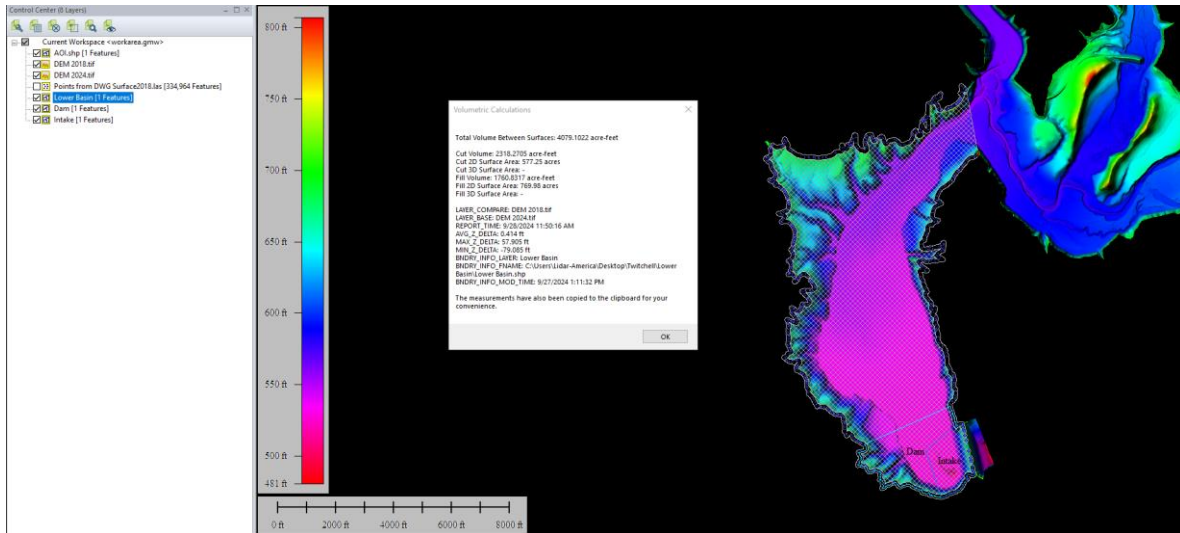 Control Center (0 Layers)
Current Workspace <workarea.gmw>
AOI.shp [1 Features]
DEM 2018.tif
DEM 2024.tif
Points from DWG Surface2018.las [334,964 Features]
Lower Basin [1 Features]
Dam [1 Features]
Intake [1 Features]
800 ft
750 ft
700 ft
650 ft
600 ft
550 ft
500 ft
481 ft
0 ft 2000 ft 4000 ft 6000 ft 8000 ft
Volumetric Calculations
Total Volume Between Surfaces: 4079.1022 acre-feet
Cut Volume: 2318.2705 acre-feet
Cut 2D Surface Area: 577.25 acres
Cut 3D Surface Area: -
Fill Volume: 1760.8317 acre-feet
Fill 2D Surface Area: 769.98 acres
Fill 3D Surface Area: -
LAYER_COMPARE: DEM 2018.tif
LAYER_BASE: DEM 2024.tif
REPORT_TIME: 9/28/2024 11:50:16 AM
AVG_Z_DELTA: 0.414 ft
MAX_Z_DELTA: 57.905 ft
MIN_Z_DELTA: -79.085 ft
BNDRY_INFO_LAYER: Lower Basin
BNDRY_INFO_FNAME: C:\Users\Lidar-America\Desktop\Twitchell\Lower
Basin\Lower Basin.shp
BNDRY_INFO_MOD_TIME: 9/27/2024 1:11:32 PM
The measurements have also been copied to the clipboard for your
convenience.
OK
Dam
Intake